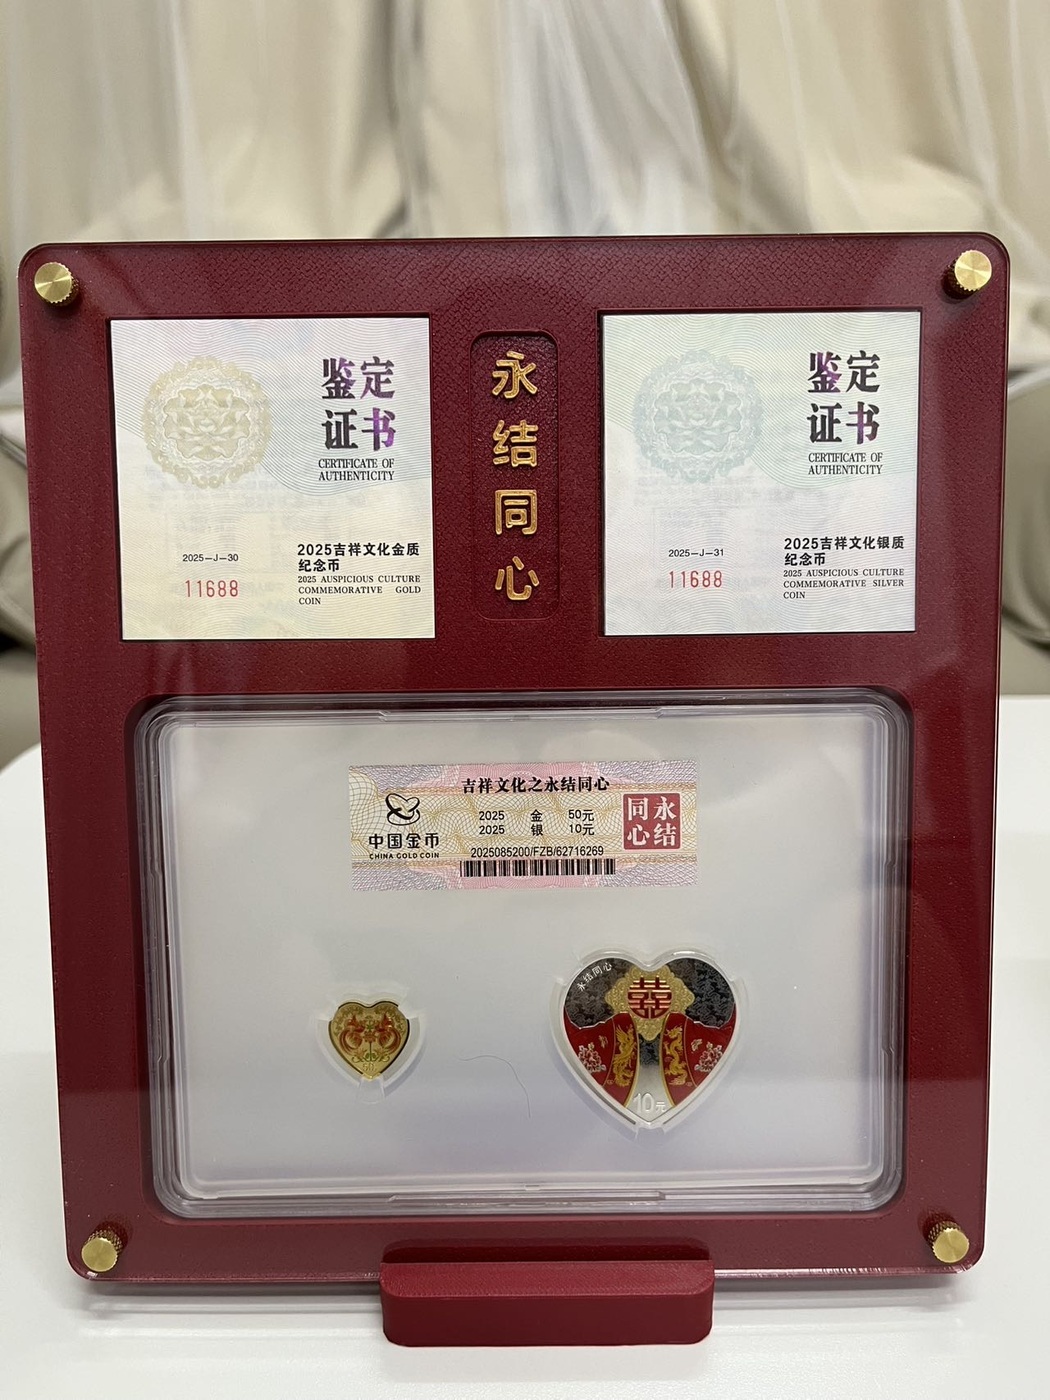 鉴定
证书
CERTIFICATE OF
AUTHENTICITY
2025-J-30
11688
2025吉祥文化金质
纪念币
2025 AUSPICIOUS CULTURE
COMMEMORATIVE GOLD
COIN
永
结
同
心
鉴定
证书
CERTIFICATE OF
AUTHENTICITY
2025-J-31
11688
2025吉祥文化银质
纪念币
2025 AUSPICIOUS CULTURE
COMMEMORATIVE SILVER
COIN
吉祥文化之永结同心
中国金币
CHINA GOLD COIN
2025 金 50元
2025 银 10元
2025085200/FZB/62716269
永结
同心
永结同心
囍
10元